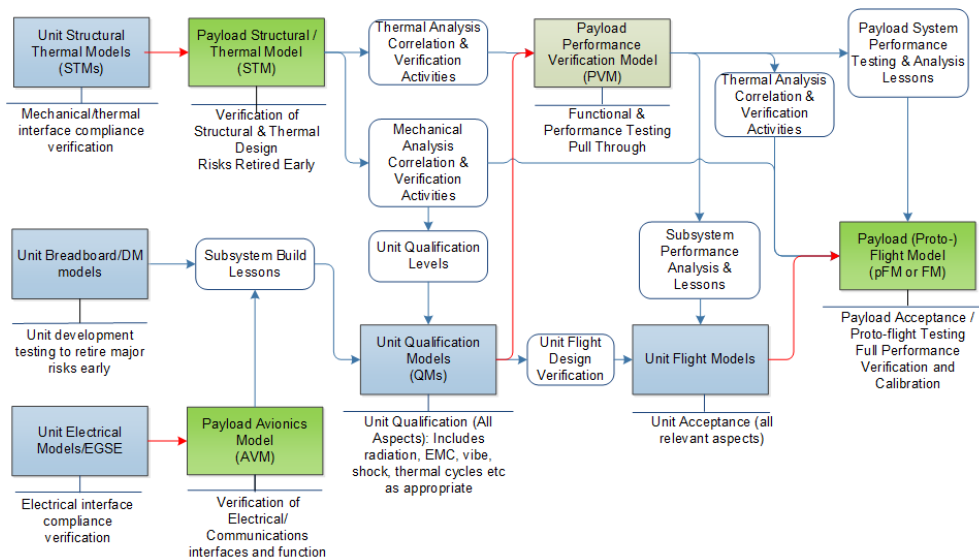 Unit Structural
Thermal Models
(STMs)
Mechanical/thermal
interface compliance
verification
Payload Structural /
Thermal Model
(STM)
Verification of
Structural & Thermal
Design
Risks Retired Early
Thermal Analysis
Correlation &
Verification
Activities
Mechanical
Analysis
Correlation &
Verification
Activities
Payload
Performance
Verification Model
(PVM)
Functional &
Performance Testing
Pull Through
Thermal Analysis
Correlation &
Verification
Activities
Payload System
Performance
Testing & Analysis
Lessons
Unit Breadboard/DM
models
Unit development
testing to retire major
risks early
Subsystem Build
Lessons
Unit Qualification
Levels
Subsystem
Performance
Analysis &
Lessons
Payload (Proto-)
Flight Model
(pFM or FM)
Payload Acceptance /
Proto-flight Testing
Full Performance
Verification and
Calibration
Unit Qualification
Models
(QMs)
Unit Qualification (All
Aspects): Includes
radiation, EMC, vibe,
shock, thermal cycles etc
as appropriate
Unit Flight
Design
Verification
Unit Flight Models
Unit Acceptance (all
relevant aspects)
Unit Electrical
Models/EGSE
Electrical interface
compliance
verification
Payload Avionics
Model
(AVM)
Verification of
Electrical/
Communications
interfaces and function